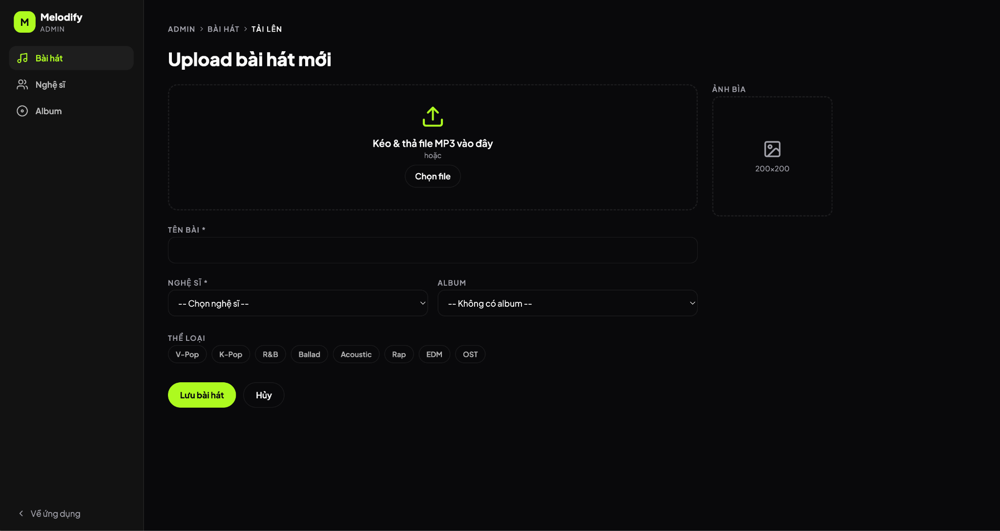 M
Melodify
ADMIN
Bài hát
Nghệ sĩ
Album
Về ứng dụng
ADMIN > BÀI HÁT > TẢI LÊN
Upload bài hát mới
Kéo & thả file MP3 vào đây
hoặc
Chọn file
ẢNH BÌA
200×200
TÊN BÀI *
NGHỆ SĨ *
-- Chọn nghệ sĩ --
ALBUM
-- Không có album --
THỂ LOẠI
V-Pop K-Pop R&B Ballad Acoustic Rap EDM OST
Lưu bài hát Hủy